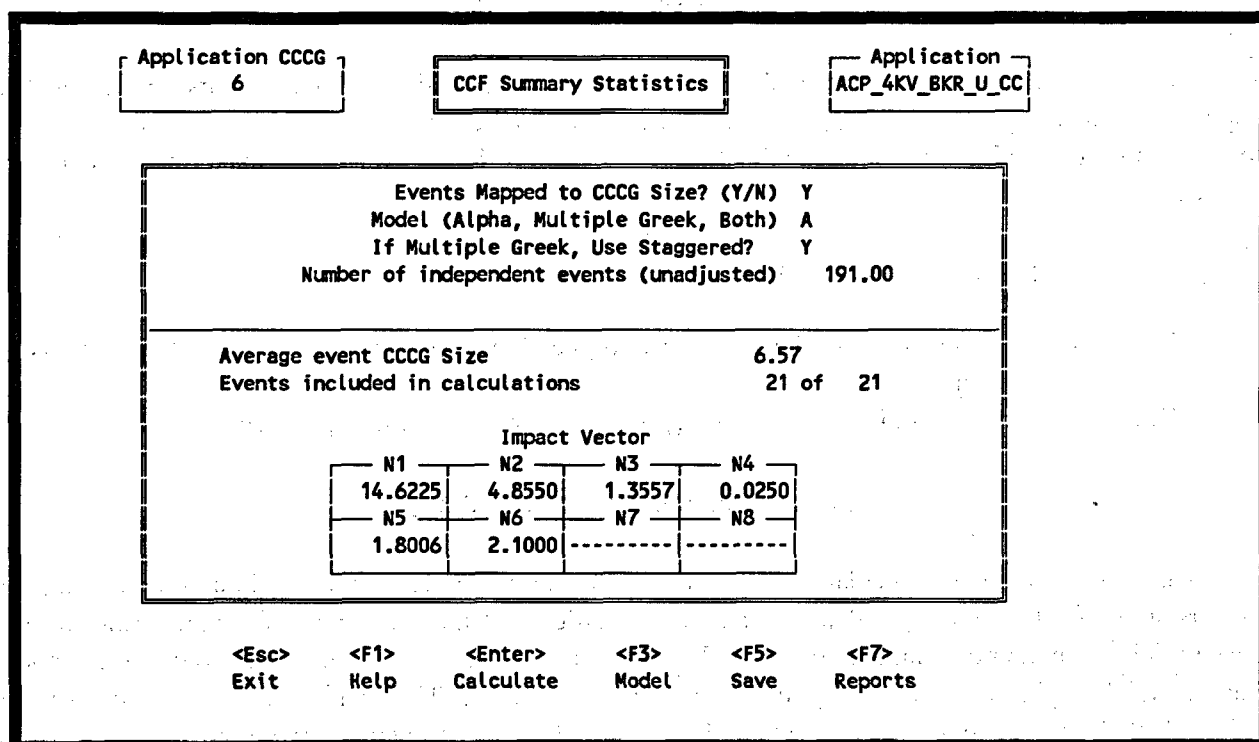 Application CCCG
6
CCF Summary Statistics
Application
ACP_4KV_BKR_U_CC
Events Mapped to CCCG Size? (Y/N) Y
Model (Alpha, Multiple Greek, Both) A
If Multiple Greek, Use Staggered? Y
Number of independent events (unadjusted) 191.00
Average event CCCG Size 6.57
Events included in calculations 21 of 21
Impact Vector
N1 N2 N3 N4
14.6225 4.8550 1.3557 0.0250
N5 N6 N7 N8
1.8006 2.1000 --------- ---------
<Esc> <F1> <Enter> <F3> <F5> <F7>
Exit Help Calculate Model Save Reports